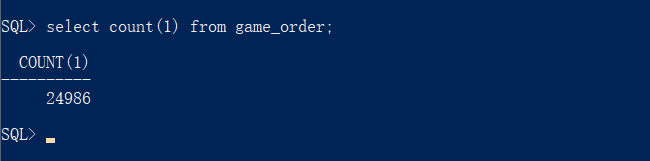 SQL> select count(1) from game_order;
COUNT(1)
----------
24986
SQL>